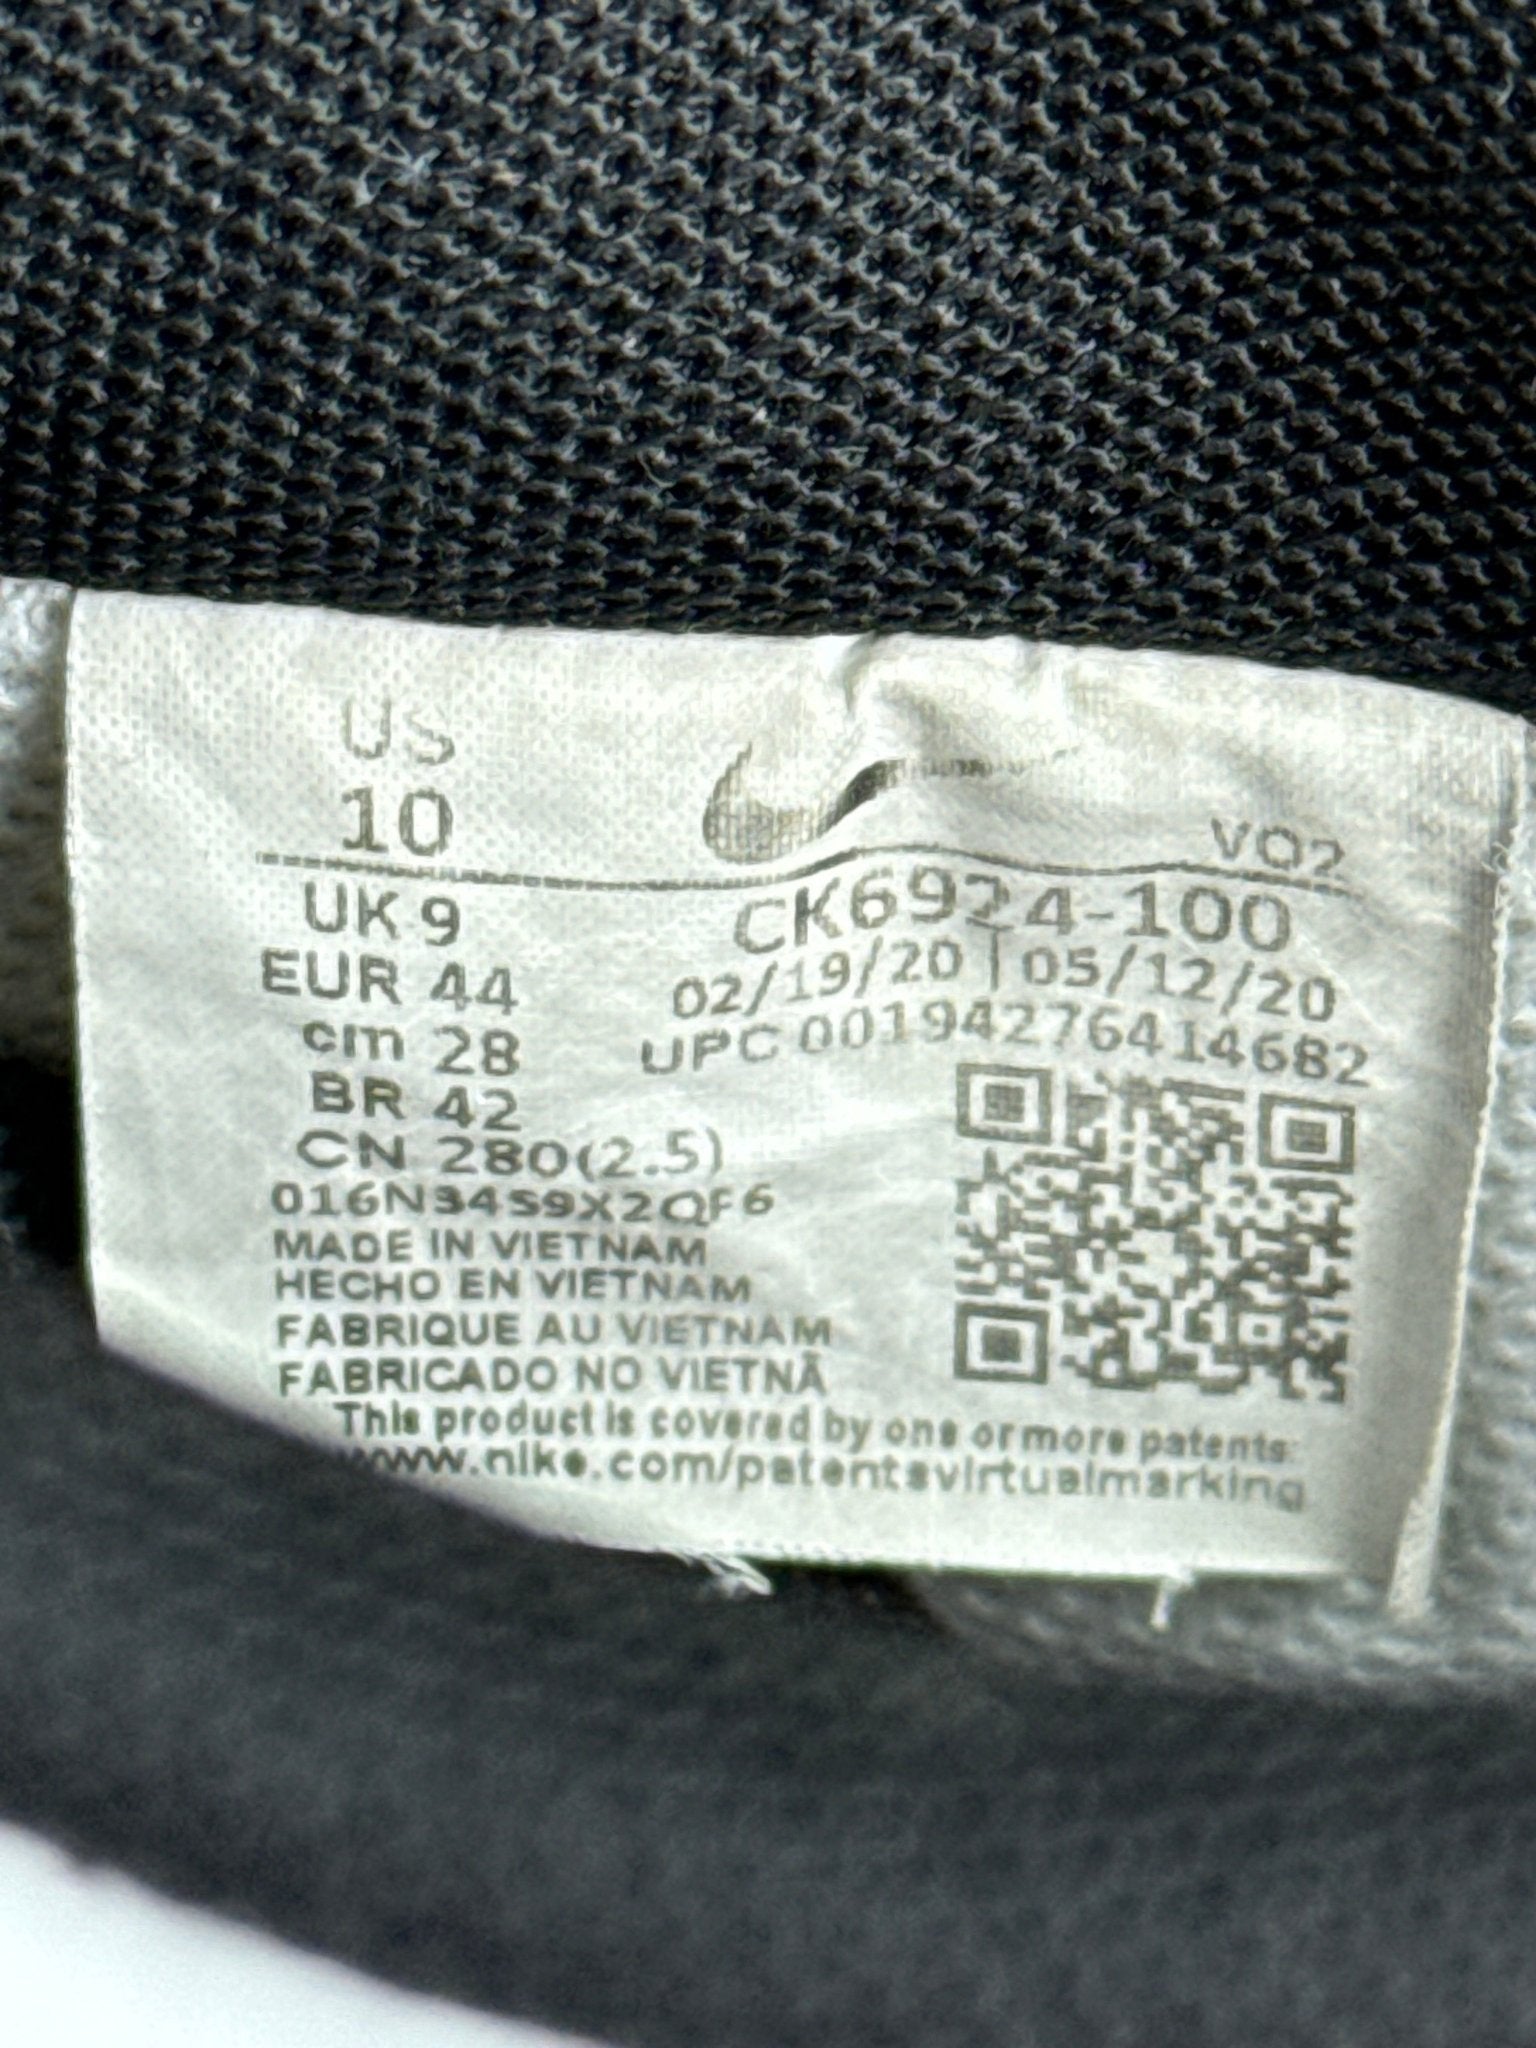 US
10
VO2
UK 9
CK6924-100
EUR 44
02/19/20 | 05/12/20
cm 28
UPC 00194276414682
BR 42
CN 280(2.5)
016N34S9X2QF6
MADE IN VIETNAM
HECHO EN VIETNAM
FABRIQUE AU VIETNAM
FABRICADO NO VIETNÃ
This product is covered by one or more patents:
www.nike.com/patentsvirtualmarking